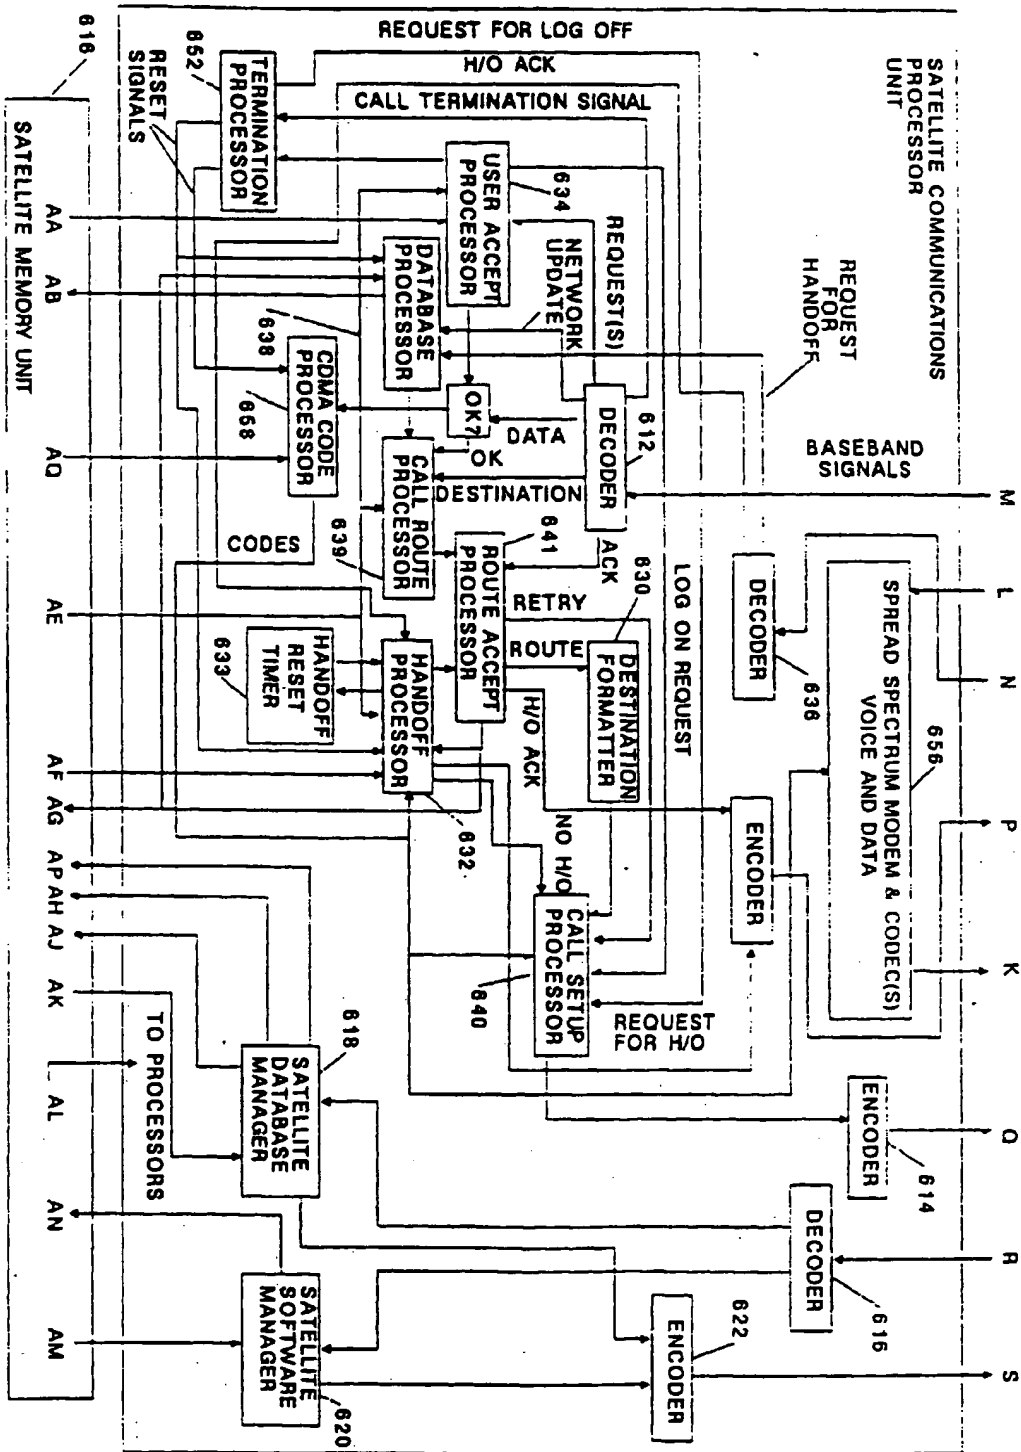 SATELLITE COMMUNICATIONS
PROCESSOR
UNIT
M
L
N
P
K
Q
R
S
BASEBAND
SIGNALS
REQUEST
FOR
HANDOFF
SPREAD SPECTRUM MODEM & CODEC(S)
VOICE AND DATA
656
DECODER
636
ENCODER
ENCODER
614
DECODER
616
ENCODER
622
REQUEST FOR LOG OFF
H/O ACK
CALL TERMINATION SIGNAL
LOG ON REQUEST
REQUEST
FOR H/O
REQUEST(S)
NETWORK
UPDATE
DECODER
612
DATA
DESTINATION
ACK
DESTINATION
FORMATTER
630
RETRY
ROUTE
H/O ACK
NO H/O
CALL SETUP
PROCESSOR
640
USER ACCEPT
PROCESSOR
634
OK?
OK
ROUTE ACCEPT
PROCESSOR
641
DATABASE
PROCESSOR
638
CALL ROUTE
PROCESSOR
639
HANDOFF
PROCESSOR
632
TERMINATION
PROCESSOR
652
CDMA CODE
PROCESSOR
658
CODES
HANDOFF
RESET
TIMER
633
SATELLITE
DATABASE
MANAGER
618
SATELLITE
SOFTWARE
MANAGER
620
RESET
SIGNALS
TO PROCESSORS
AA
AB
AQ
AE
AF
AG
AP
AH
AJ
AK
AL
AN
AM
SATELLITE MEMORY UNIT
616